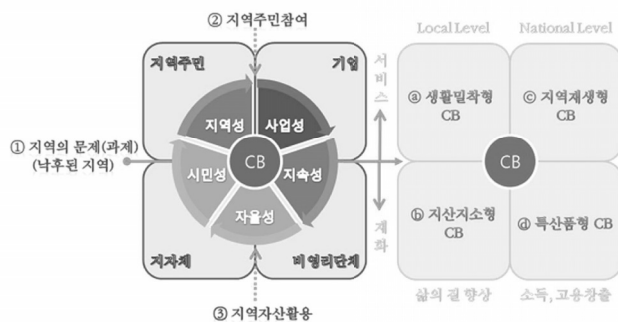 ② 지역주민참여
Local Level
National Level
지역주민
기업
서비스
지역성
사업성
ⓐ 생활밀착형
CB
ⓒ 지역재생형
CB
① 지역의 문제(과제)
(낙후된 지역)
CB
CB
시민성
지속성
자율성
재화
ⓑ 지산지소형
CB
ⓓ 특산품형 CB
지자체
비영리단체
삶의 질 향상
소득, 고용창출
③ 지역자산활용